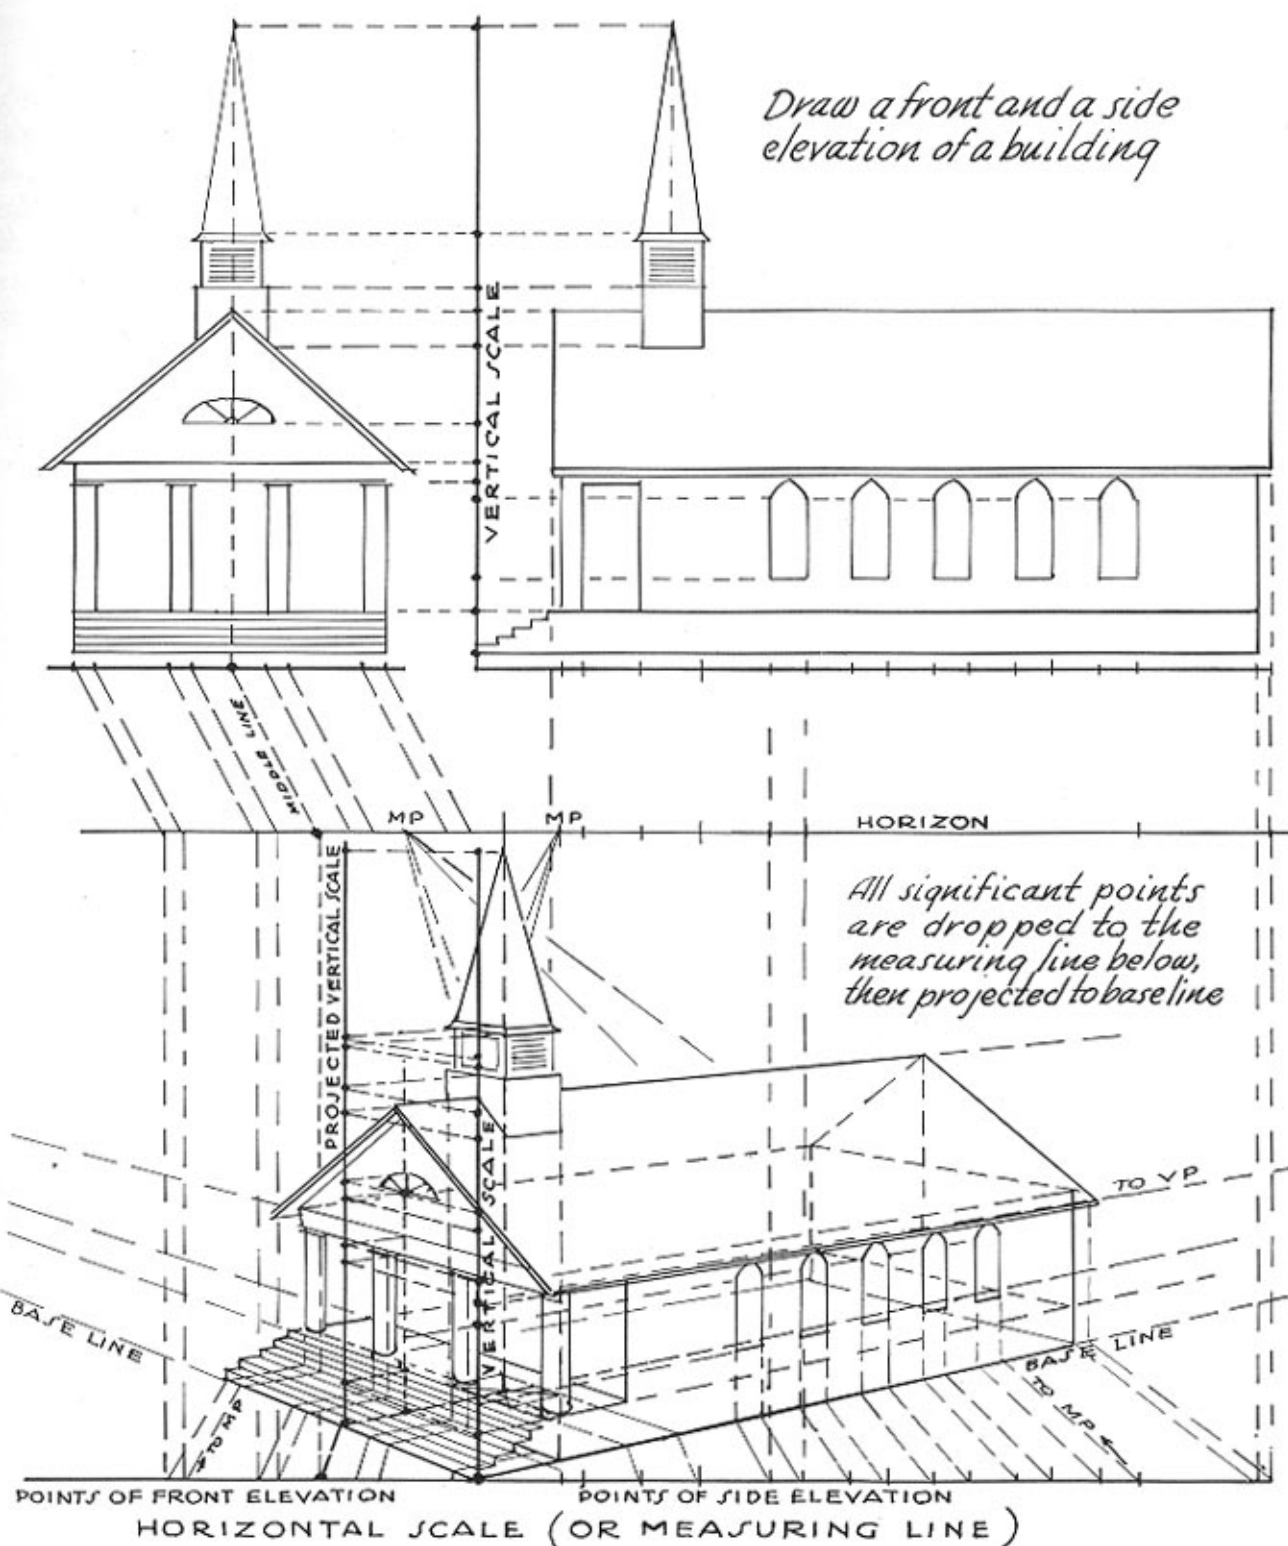 Draw a front and a side
elevation of a building
VERTICAL SCALE
MIDDLE LINE
MP
MP
HORIZON
PROJECTED VERTICAL SCALE
All significant points
are dropped to the
measuring line below,
then projected to baseline
VERTICAL SCALE
TO VP
BASE LINE
BASE LINE
TO MP
TO MP
POINTS OF FRONT ELEVATION
POINTS OF SIDE ELEVATION
HORIZONTAL SCALE (OR MEASURING LINE)